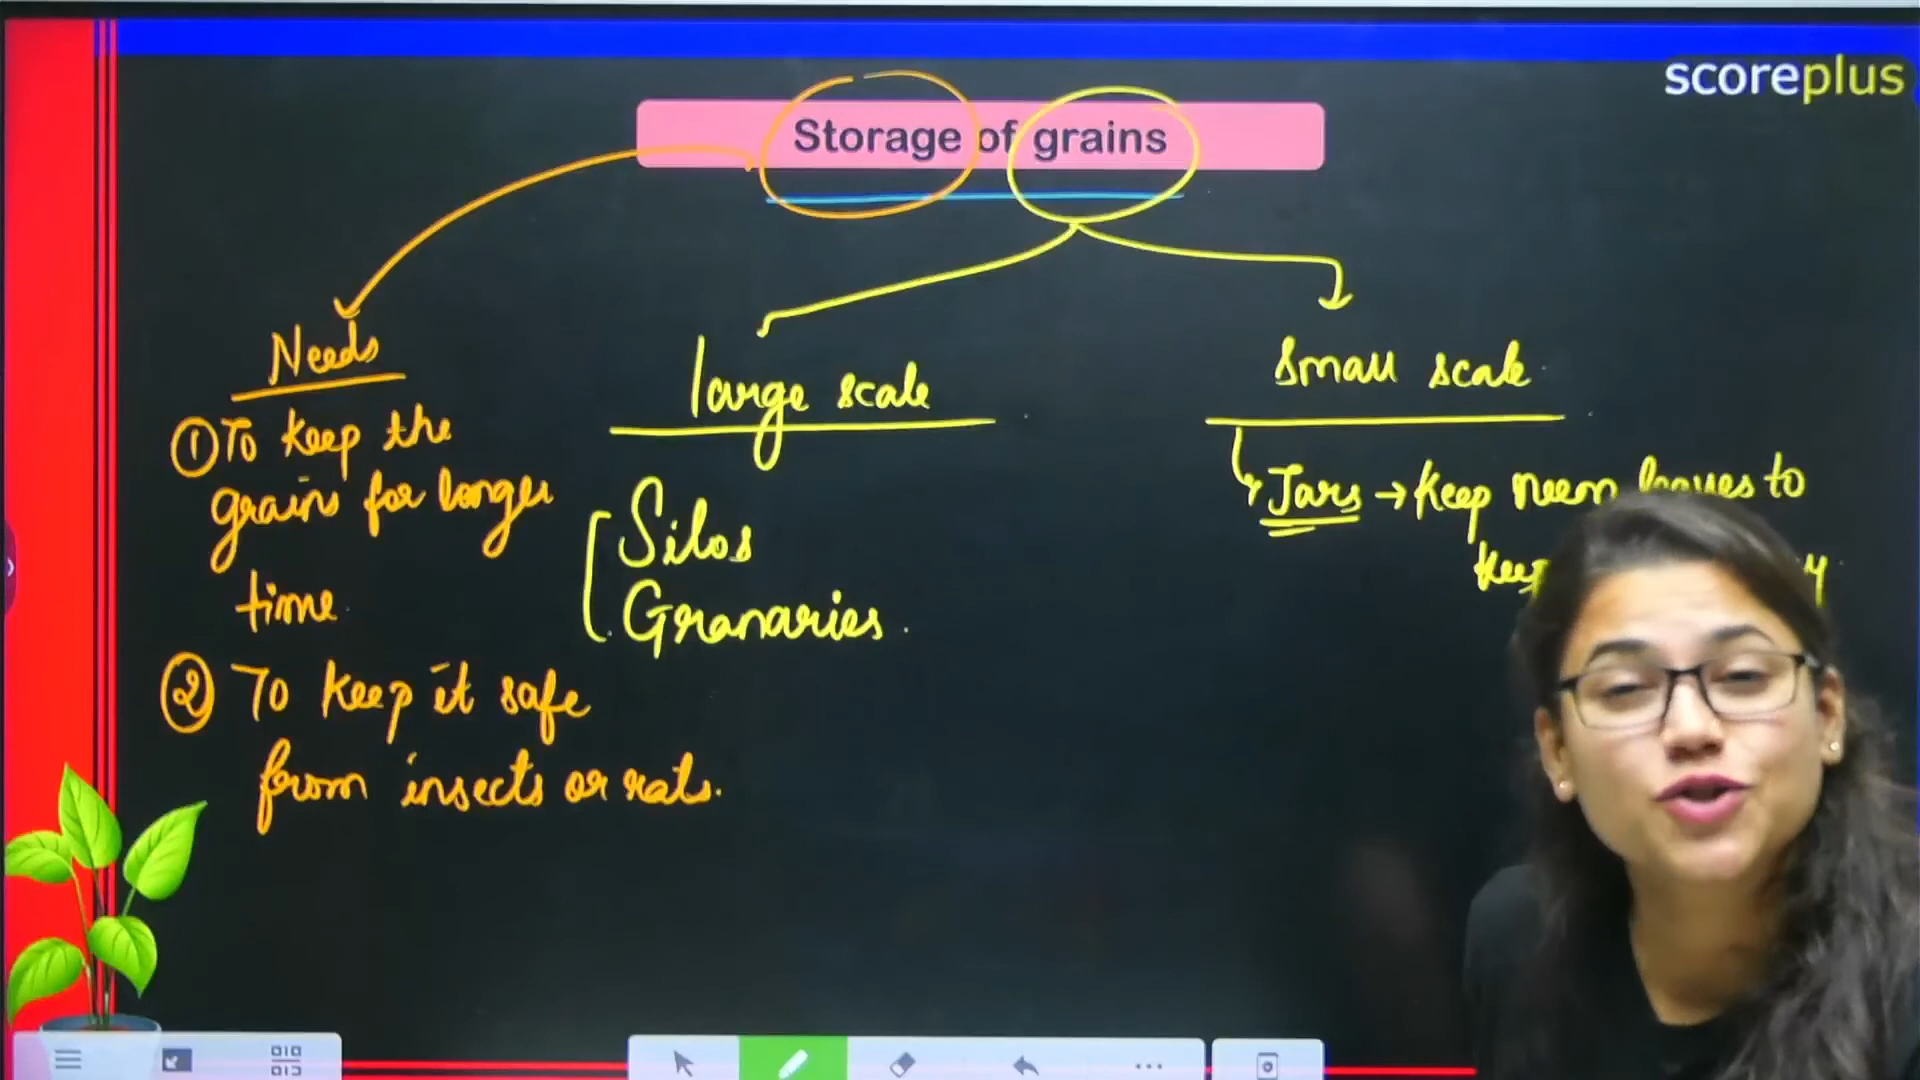 scoreplus
Storage of grains
Needs
① To keep the
grains for longer
time.
② To keep it safe
from insects or rats.
large scale
Silos
Granaries.
small scale
Jars → Keep neem leaves to